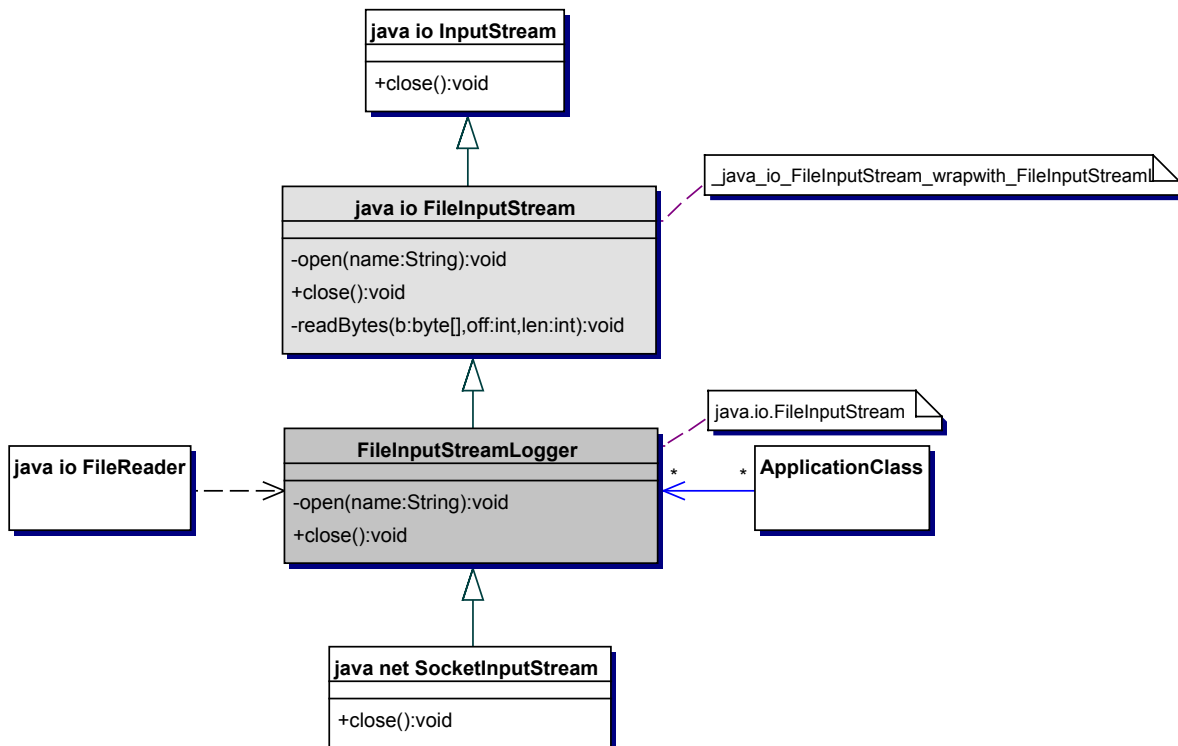 java io InputStream
+close():void
_java_io_FileInputStream_wrapwith_FileInputStreamL
java io FileInputStream
-open(name:String):void
+close():void
-readBytes(b:byte[],off:int,len:int):void
java.io.FileInputStream
java io FileReader
FileInputStreamLogger
-open(name:String):void
+close():void
* *
ApplicationClass
java net SocketInputStream
+close():void